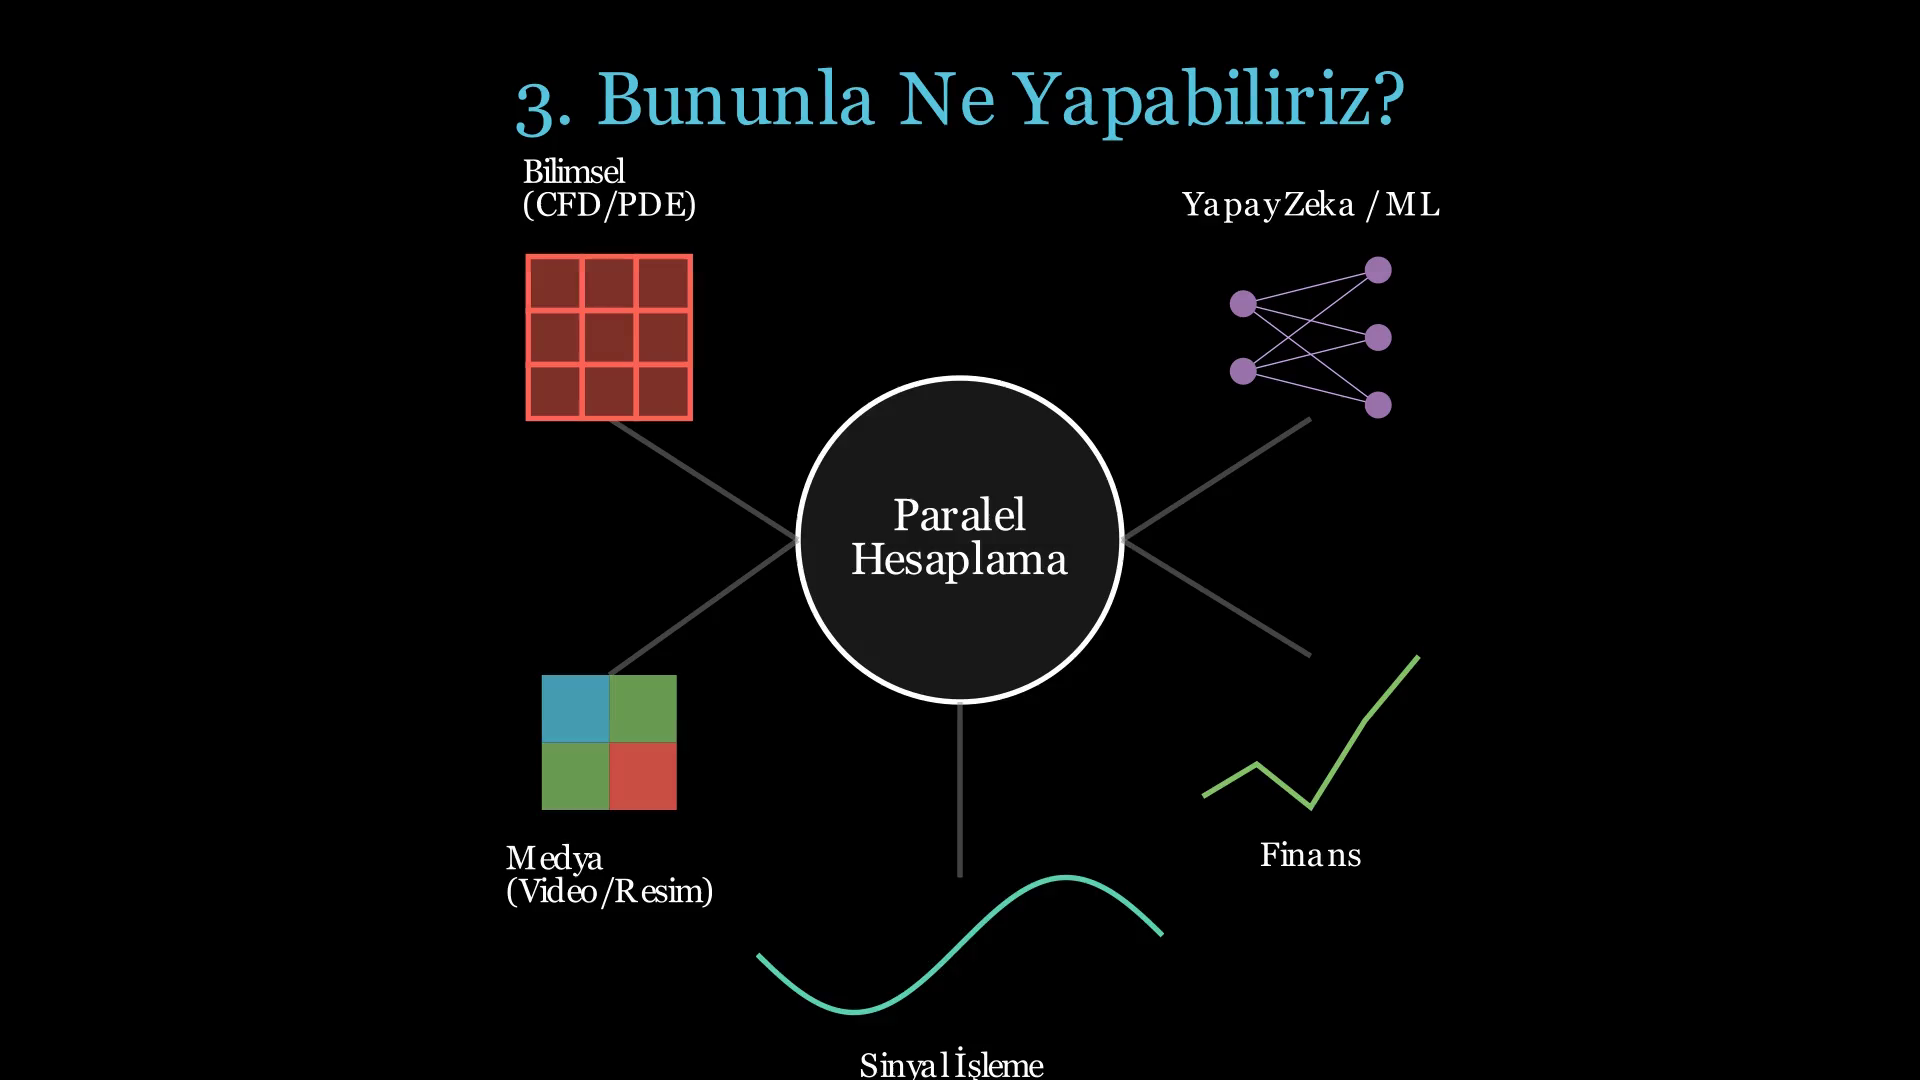 3. Bununla Ne Yapabiliriz?
Bilimsel
(CFD/PDE)
Yapay Zeka / ML
Paralel
Hesaplama
Medya
(Video/Resim)
Finans
Sinyal İşleme